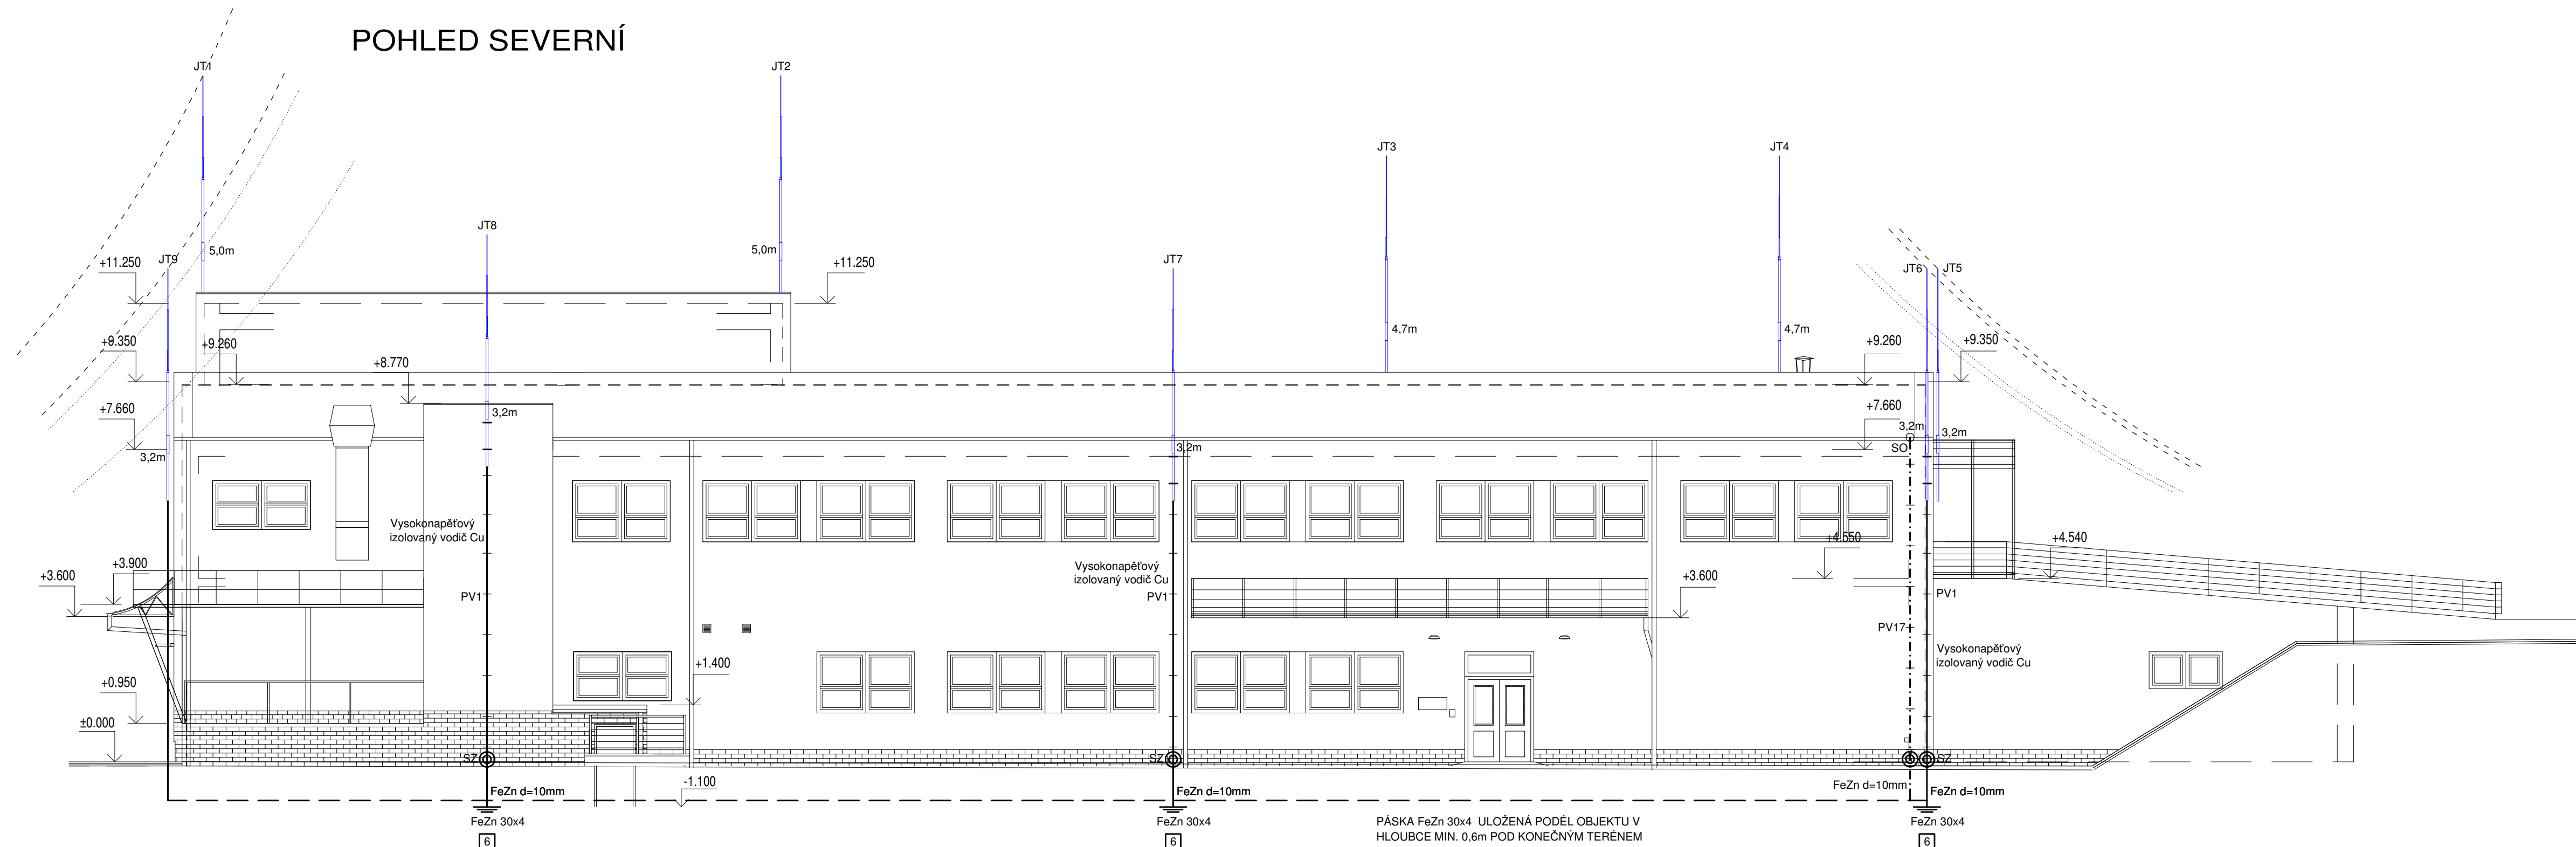 POHLED SEVERNÍ
JT1
JT2
JT3
JT4
JT8
5,0m
5,0m
JT9
+11.250
+11.250
JT7
JT6
JT5
4,7m
4,7m
+9.350
+9.260
+9.260
+9.350
+8.770
+7.660
3,2m
+7.660
3,2m
3,2m
3,2m
3,2m
SO
Vysokonapěťový
izolovaný vodič Cu
+4.550
+4.540
+3.900
+3.600
Vysokonapěťový
izolovaný vodič Cu
+3.600
PV1
PV1
PV1
PV17
Vysokonapěťový
izolovaný vodič Cu
+1.400
+0.950
±0.000
SZ
SZ
SZ
-1.100
FeZn d=10mm
FeZn d=10mm
FeZn d=10mm
FeZn d=10mm
FeZn 30x4
FeZn 30x4
PÁSKA FeZn 30x4 ULOŽENÁ PODÉL OBJEKTU V
HLOUBCE MIN. 0,6m POD KONEČNÝM TERÉNEM
FeZn 30x4
6
6
6